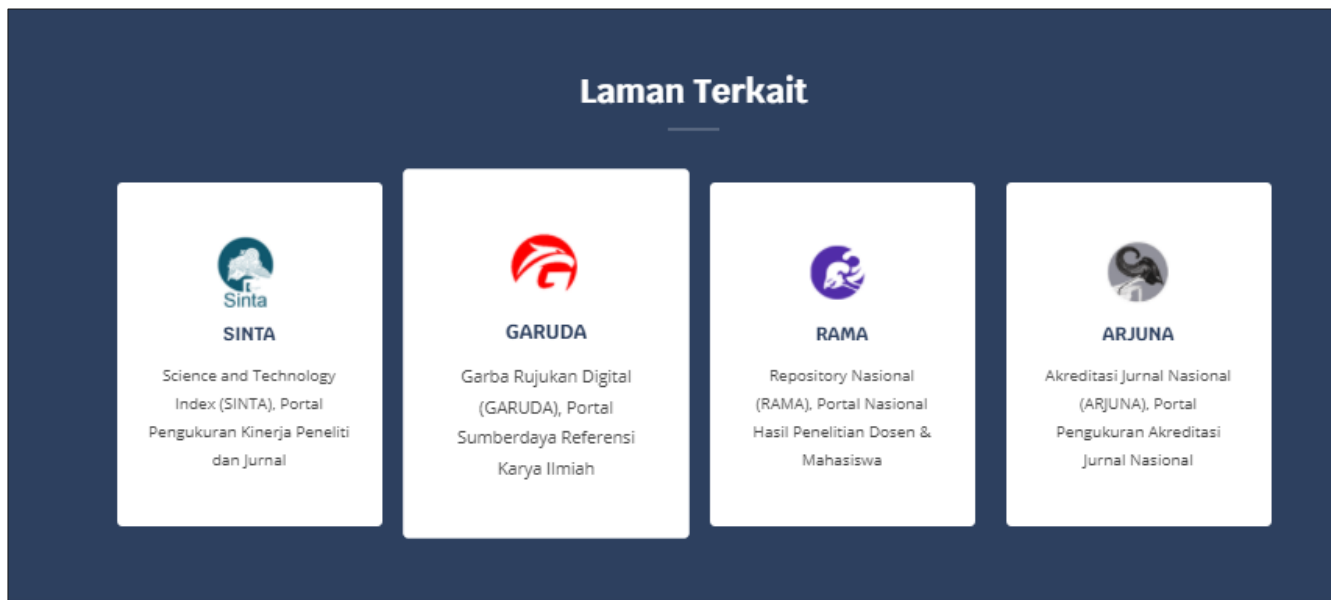 Laman Terkait
Sinta
SINTA
Science and Technology
Index (SINTA), Portal
Pengukuran Kinerja Peneliti
dan Jurnal
G
GARUDA
Garba Rujukan Digital
(GARUDA), Portal
Sumberdaya Referensi
Karya Ilmiah
RAMA
Repository Nasional
(RAMA), Portal Nasional
Hasil Penelitian Dosen &
Mahasiswa
ARJUNA
Akreditasi Jurnal Nasional
(ARJUNA), Portal
Pengukuran Akreditasi
Jurnal Nasional